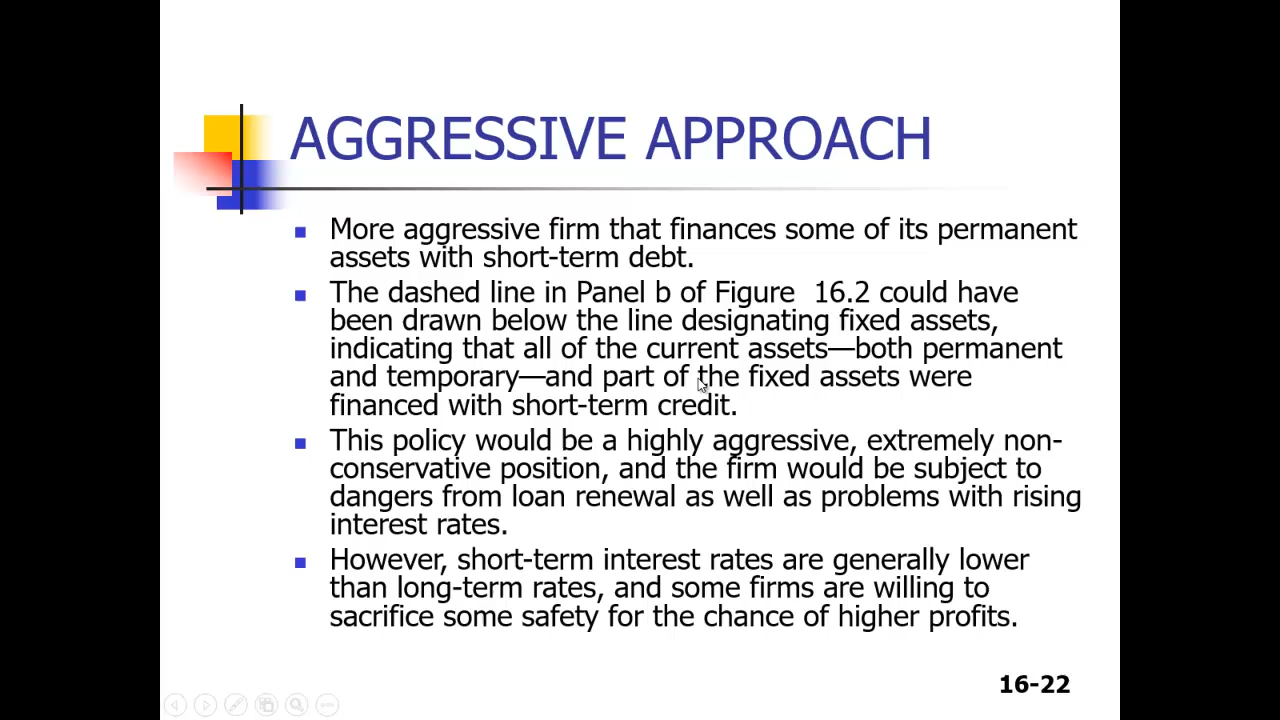 AGGRESSIVE APPROACH
More aggressive firm that finances some of its permanent
assets with short-term debt.
The dashed line in Panel b of Figure  16.2 could have
been drawn below the line designating fixed assets,
indicating that all of the current assets—both permanent
and temporary—and part of the fixed assets were
financed with short-term credit.
This policy would be a highly aggressive, extremely non-
conservative position, and the firm would be subject to
dangers from loan renewal as well as problems with rising
interest rates.
However, short-term interest rates are generally lower
than long-term rates, and some firms are willing to
sacrifice some safety for the chance of higher profits.
16-22